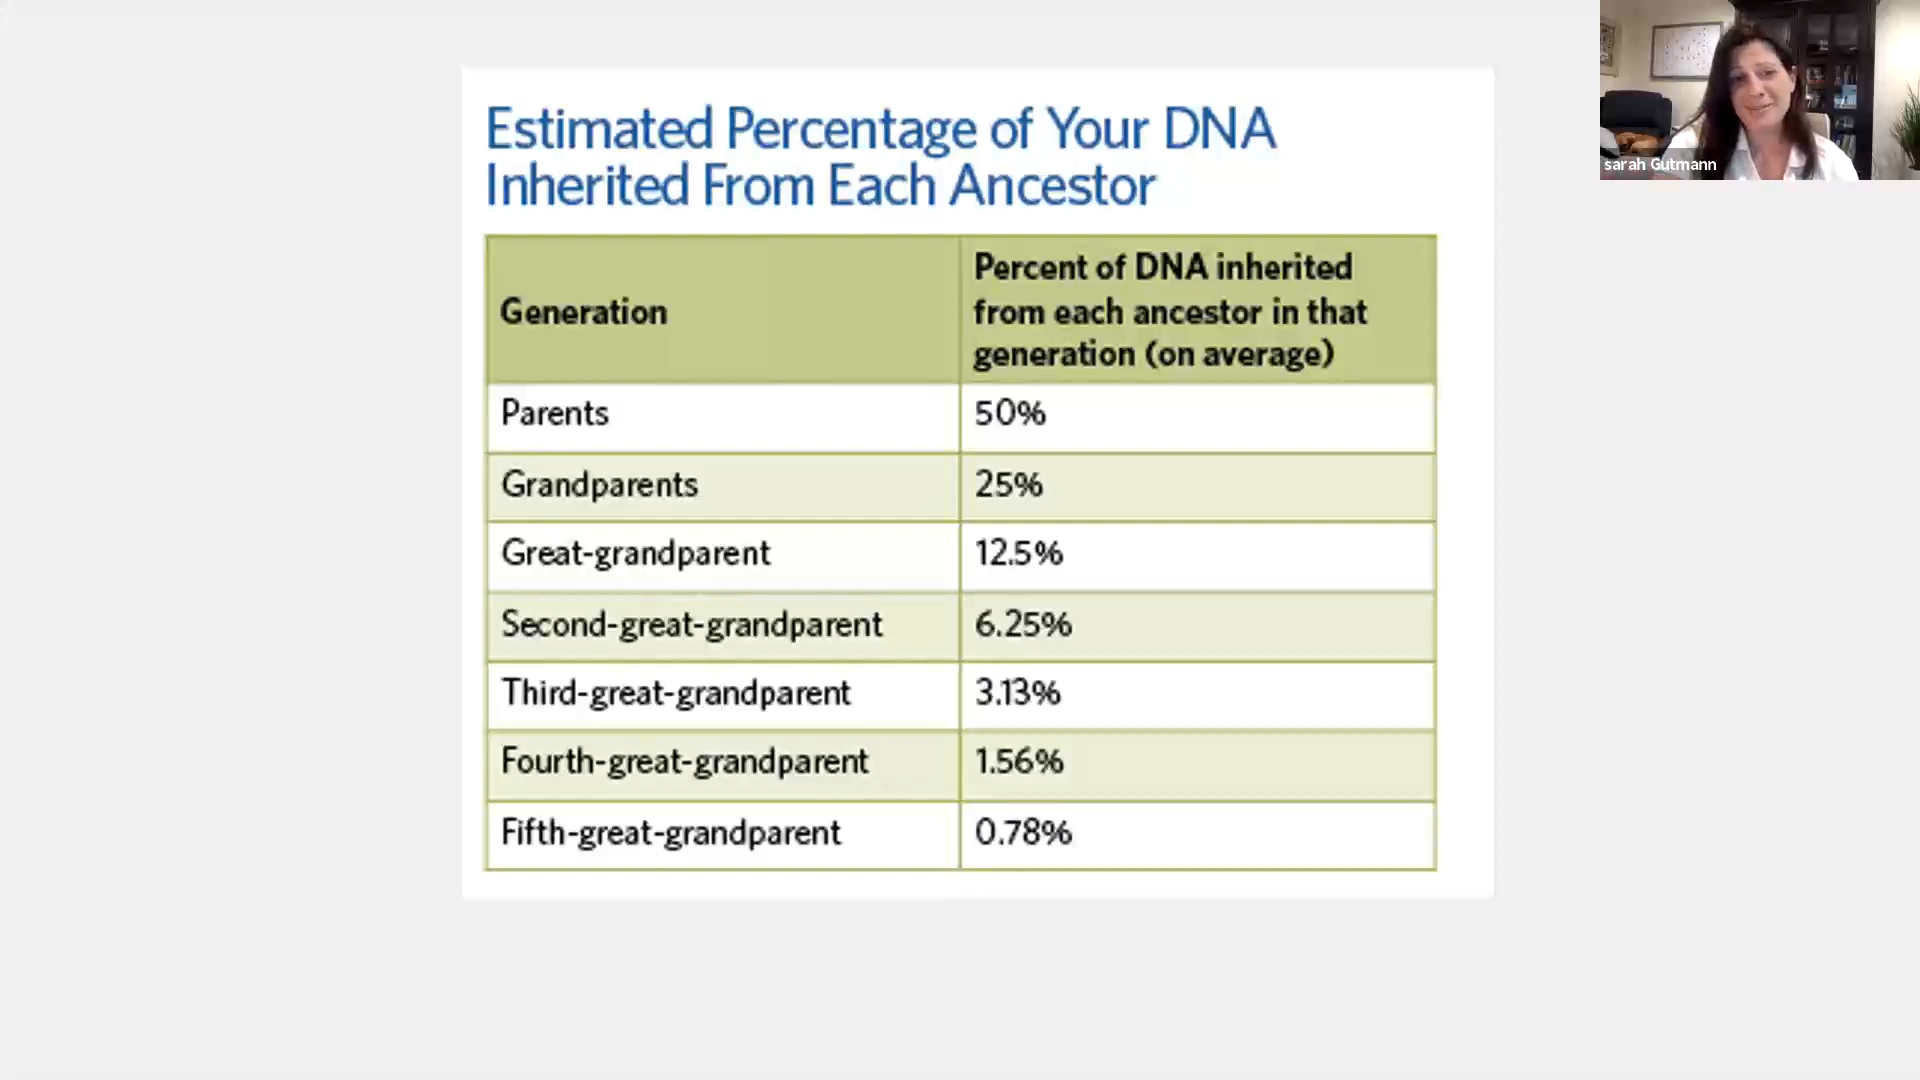 Estimated Percentage of Your DNA
Inherited From Each Ancestor
Generation
Percent of DNA inherited
from each ancestor in that
generation (on average)
Parents 50%
Grandparents 25%
Great-grandparent 12.5%
Second-great-grandparent 6.25%
Third-great-grandparent 3.13%
Fourth-great-grandparent 1.56%
Fifth-great-grandparent 0.78%
sarah Gutmann